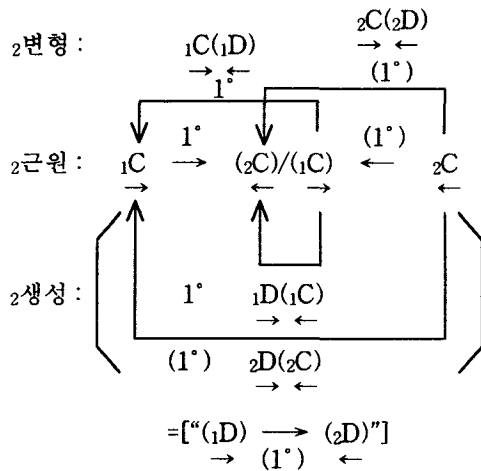 ₂변형 : ₁C(₁D) ₂C(₂D)
→ ← → ←
1° (1°)
1° (1°)
₂근원 : ₁C → (₂C)/(₁C) ← ₂C
→ ← → ←
₂생성 : 1° ₁D(₁C)
→ ←
(1°) ₂D(₂C)
→ ←
=["(₁D) ⟶ (₂D)"]
→ (1°) ←